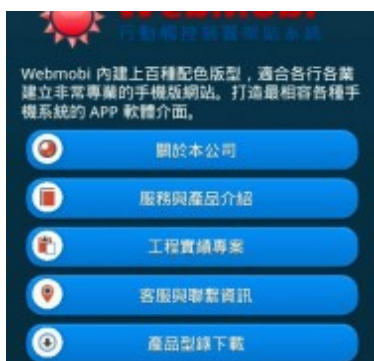 Webmobi
Webmobi 內建上百種配色版型，適合各行各業
建立非常專業的手機版網站。打造最相容各種手
機系統的 APP 軟體介面。
關於本公司
服務與產品介紹
工程實績專案
客服與聯繫資訊
產品型錄下載